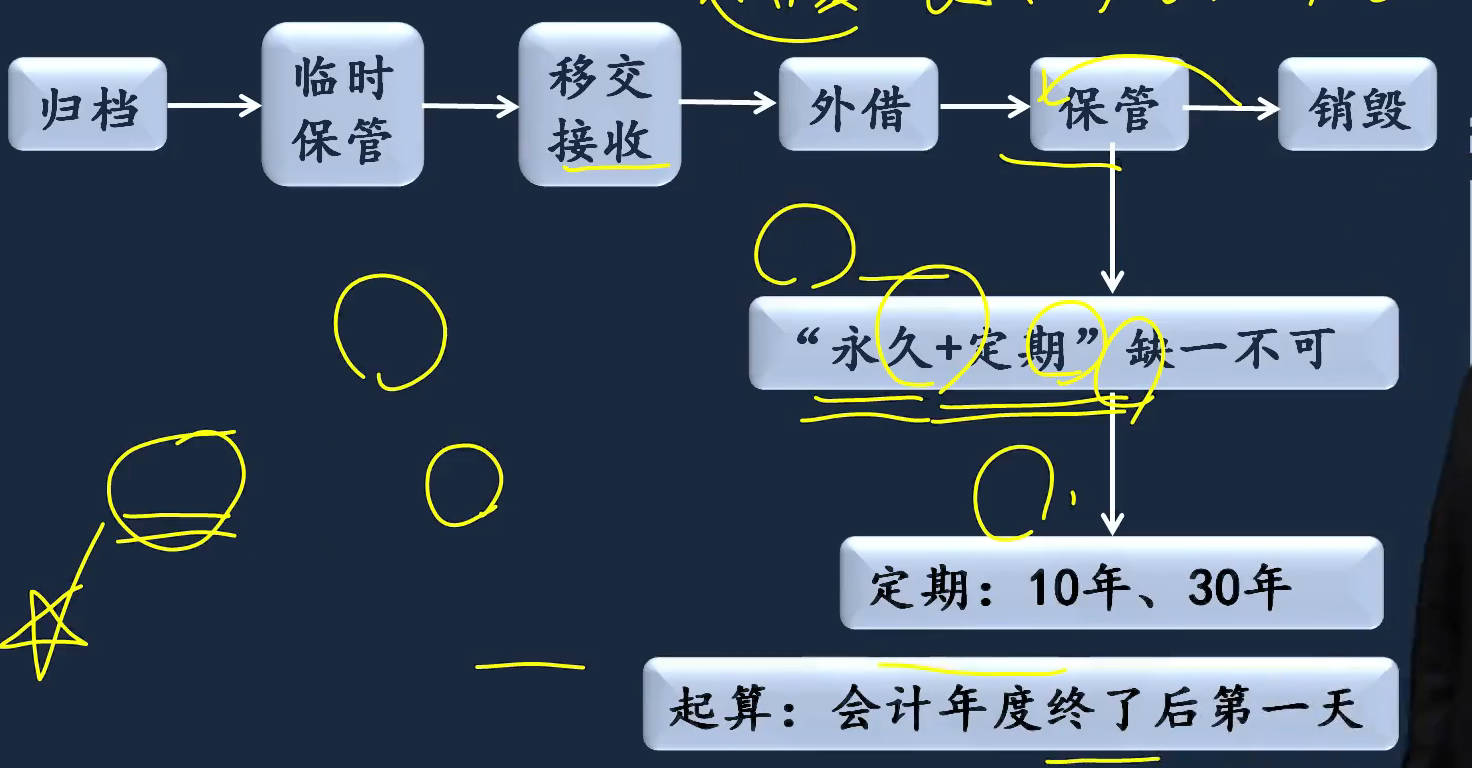 归档
临时
保管
移交
接收
外借
保管
销毁
“永久+定期”缺一不可
定期：10年、30年
起算：会计年度终了后第一天